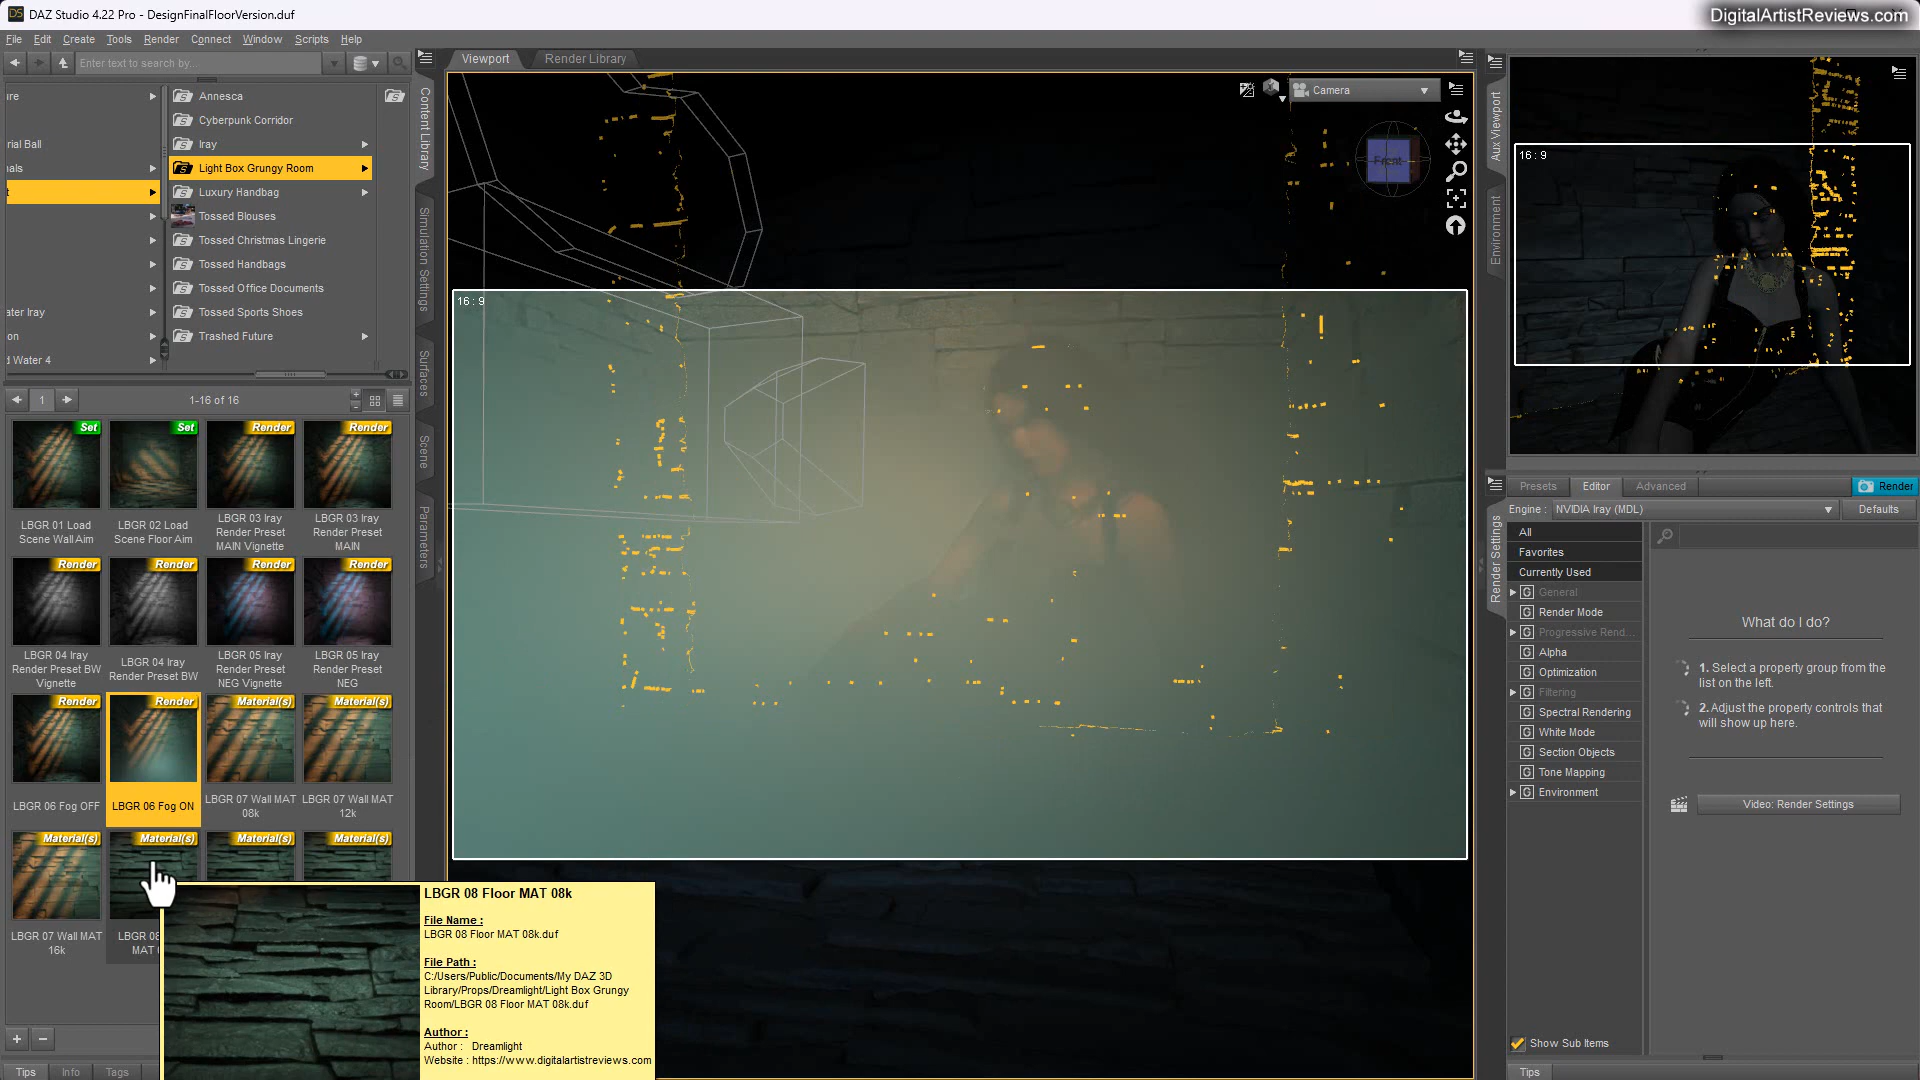 DAZ Studio 4.22 Pro - DesignFinalFloorVersion.duf
DigitalArtistReviews.com
File Edit Create Tools Render Connect Window Scripts Help
Enter text to search by...
Viewport
Render Library
Content Library
Simulation Settings
Surfaces
Scene
Parameters
Annesca
Cyberpunk Corridor
Iray
Light Box Grungy Room
Luxury Handbag
Tossed Blouses
Tossed Christmas Lingerie
Tossed Handbags
Tossed Office Documents
Tossed Sports Shoes
Trashed Future
rial Ball
ater Iray
d Water 4
1
1-16 of 16
Set
Set
Render
Render
LBGR 01 Load
Scene Wall Aim
LBGR 02 Load
Scene Floor Aim
LBGR 03 Iray
Render Preset
MAIN Vignette
LBGR 03 Iray
Render Preset
MAIN
Render
Render
Render
Render
LBGR 04 Iray
Render Preset BW
Vignette
LBGR 04 Iray
Render Preset BW
LBGR 05 Iray
Render Preset
NEG Vignette
LBGR 05 Iray
Render Preset
NEG
Render
Render
Material(s)
Material(s)
LBGR 06 Fog OFF
LBGR 06 Fog ON
LBGR 07 Wall MAT
08k
LBGR 07 Wall MAT
12k
Material(s)
Material(s)
Material(s)
Material(s)
LBGR 07 Wall MAT
16k
LBGR 08
MAT
LBGR 08 Floor MAT 08k
File Name :
LBGR 08 Floor MAT 08k.duf
File Path :
C:/Users/Public/Documents/My DAZ 3D
Library/Props/Dreamlight/Light Box Grungy
Room/LBGR 08 Floor MAT 08k.duf
Author :
Author : Dreamlight
Website : https://www.digitalartistreviews.com
Tips
Info
Tags
Camera
Front
16 : 9
Aux Viewport
Environment
16 : 9
Render Settings
Presets
Editor
Advanced
Render
Engine : NVIDIA Iray (MDL)
Defaults
All
Favorites
Currently Used
General
Render Mode
Progressive Rend...
Alpha
Optimization
Filtering
Spectral Rendering
White Mode
Section Objects
Tone Mapping
Environment
What do I do?
1. Select a property group from the
list on the left.
2. Adjust the property controls that
will show up here.
Video: Render Settings
Show Sub Items
Tips